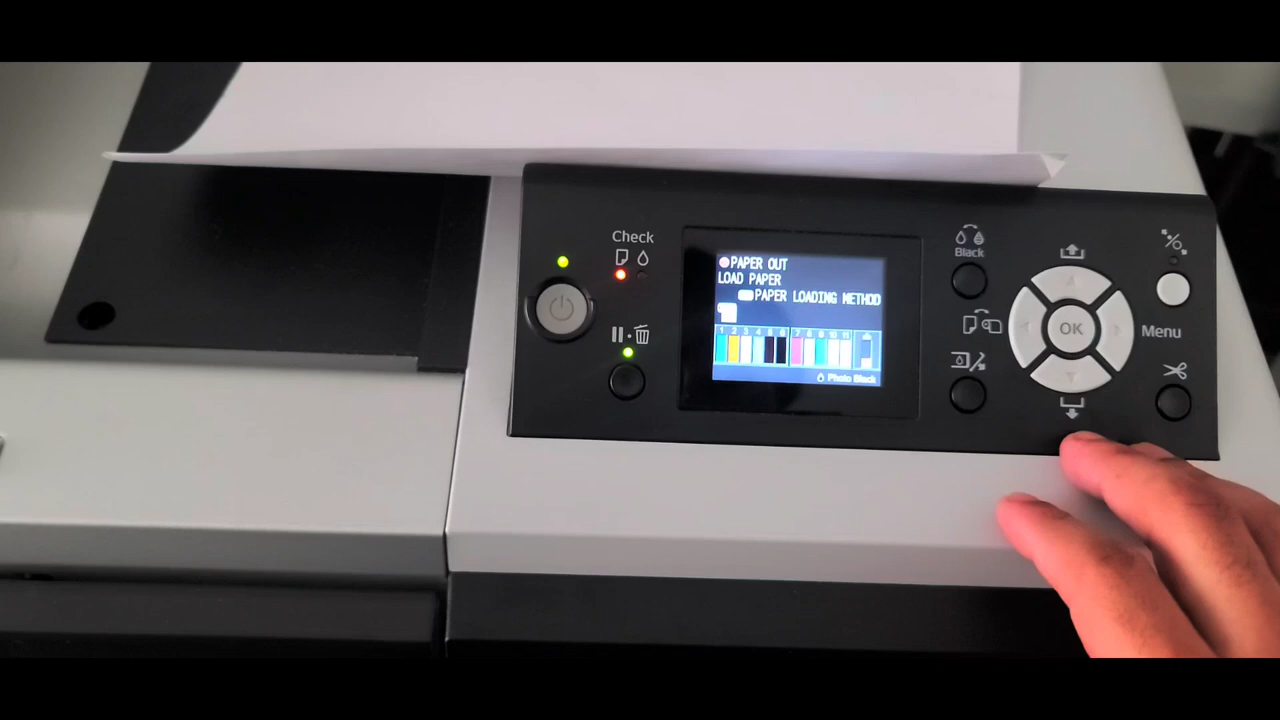 Check
PAPER OUT
LOAD PAPER
PAPER LOADING METHOD
1 2 3 4 5 6 7 8 9 10 11
Photo Black
Black
OK
Menu